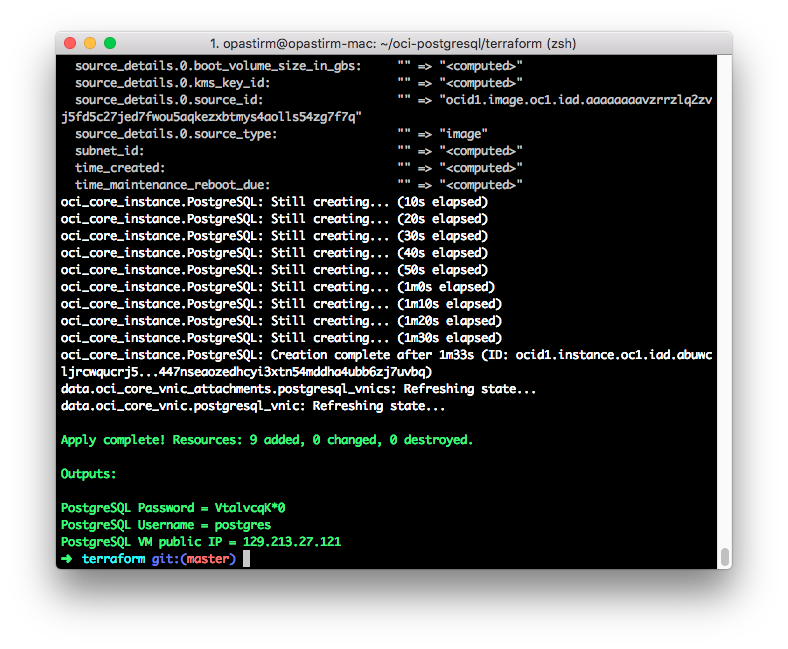 1. opastirm@opastirm-mac: ~/oci-postgresql/terraform (zsh)
source_details.0.boot_volume_size_in_gbs: "" => "<computed>"
source_details.0.kms_key_id: "" => "<computed>"
source_details.0.source_id: "" => "ocid1.image.oc1.iad.aaaaaaaavzrrzlq2zv
j5fd5c27jed7fwou5aqkezxbtmys4aolls54zg7f7q"
source_details.0.source_type: "" => "image"
subnet_id: "" => "<computed>"
time_created: "" => "<computed>"
time_maintenance_reboot_due: "" => "<computed>"
oci_core_instance.PostgreSQL: Still creating... (10s elapsed)
oci_core_instance.PostgreSQL: Still creating... (20s elapsed)
oci_core_instance.PostgreSQL: Still creating... (30s elapsed)
oci_core_instance.PostgreSQL: Still creating... (40s elapsed)
oci_core_instance.PostgreSQL: Still creating... (50s elapsed)
oci_core_instance.PostgreSQL: Still creating... (1m0s elapsed)
oci_core_instance.PostgreSQL: Still creating... (1m10s elapsed)
oci_core_instance.PostgreSQL: Still creating... (1m20s elapsed)
oci_core_instance.PostgreSQL: Still creating... (1m30s elapsed)
oci_core_instance.PostgreSQL: Creation complete after 1m33s (ID: ocid1.instance.oc1.iad.abuwc
ljrcwqucrj5...447nseaozedhcyi3xtn54mddha4ubb6zj7uvbq)
data.oci_core_vnic_attachments.postgresql_vnics: Refreshing state...
data.oci_core_vnic.postgresql_vnic: Refreshing state...
Apply complete! Resources: 9 added, 0 changed, 0 destroyed.
Outputs:
PostgreSQL Password = VtalvcqK*0
PostgreSQL Username = postgres
PostgreSQL VM public IP = 129.213.27.121
➜ terraform git:(master)